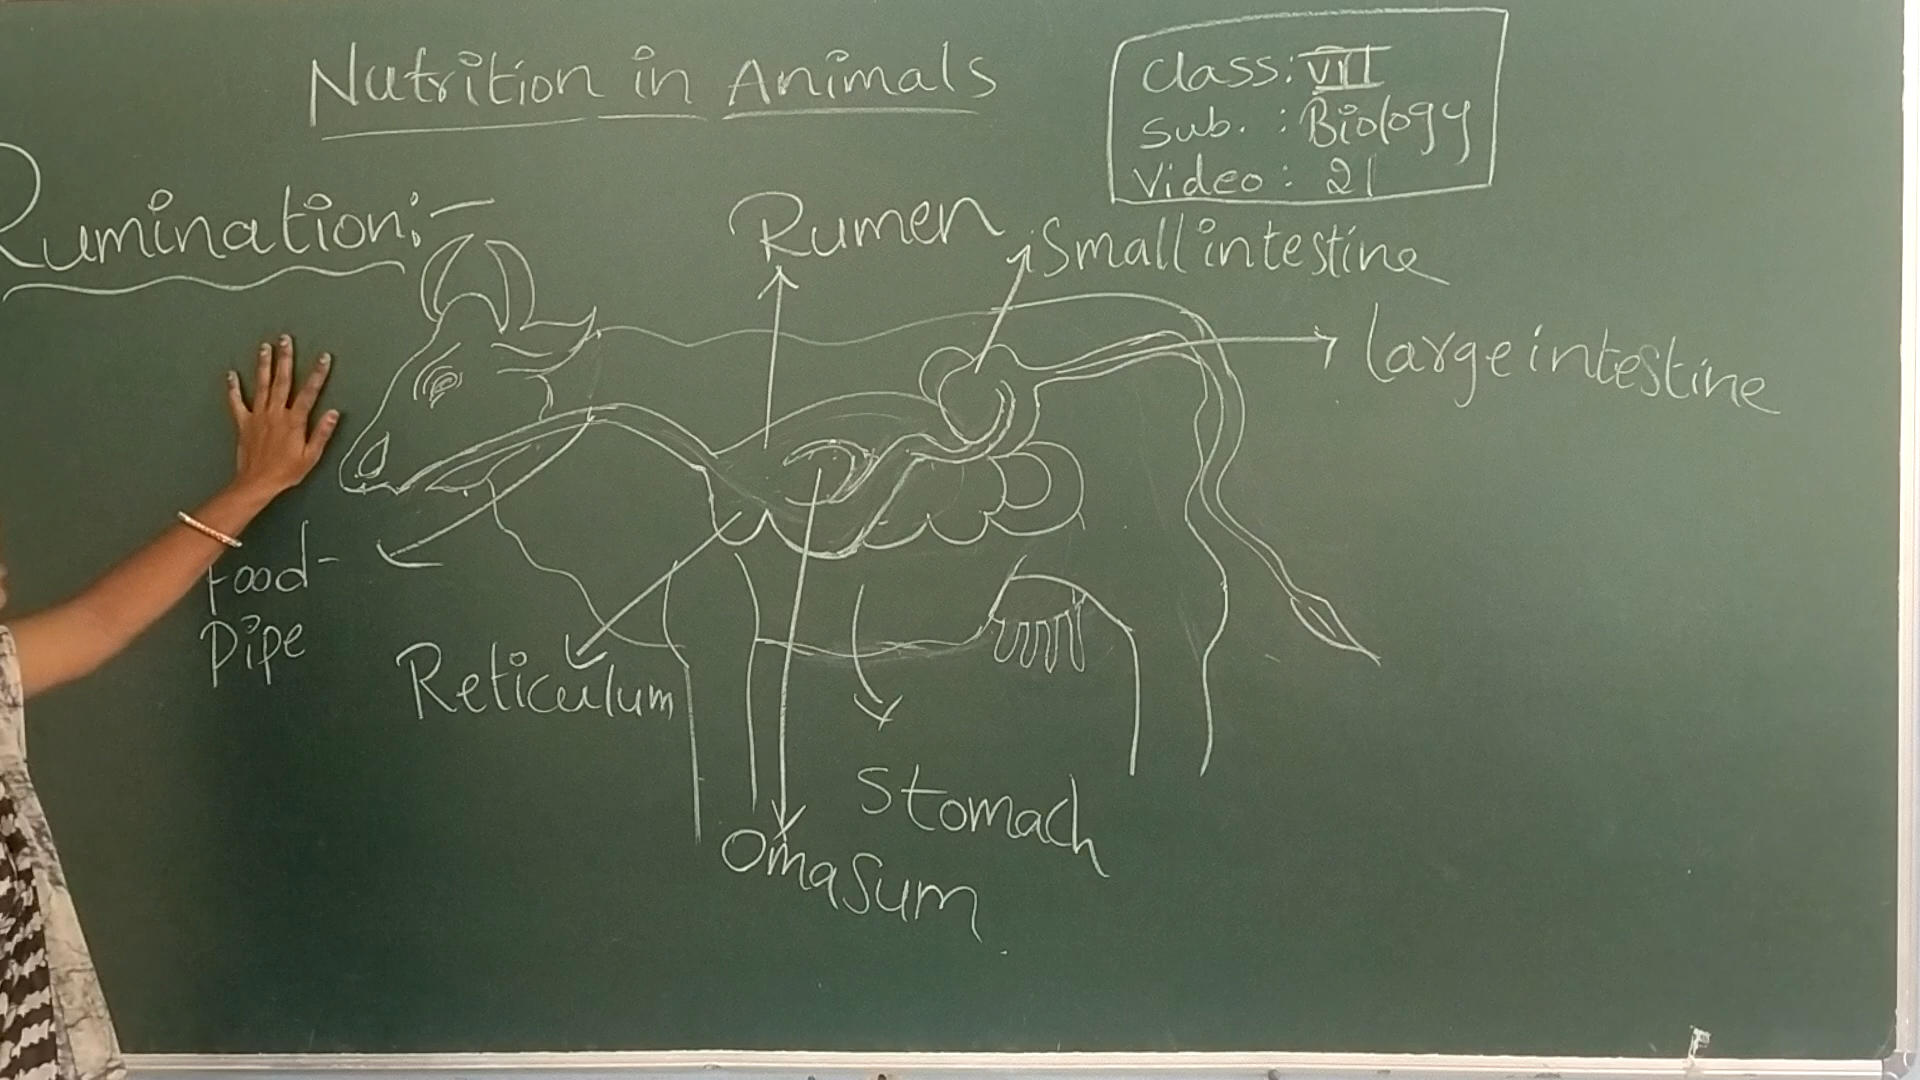 Nutrition in Animals
Class: VII
Sub. : Biology
Video: 21
Rumination:-
Rumen
Small intestine
Large intestine
Food-
Pipe
Reticulum
Stomach
Omasum